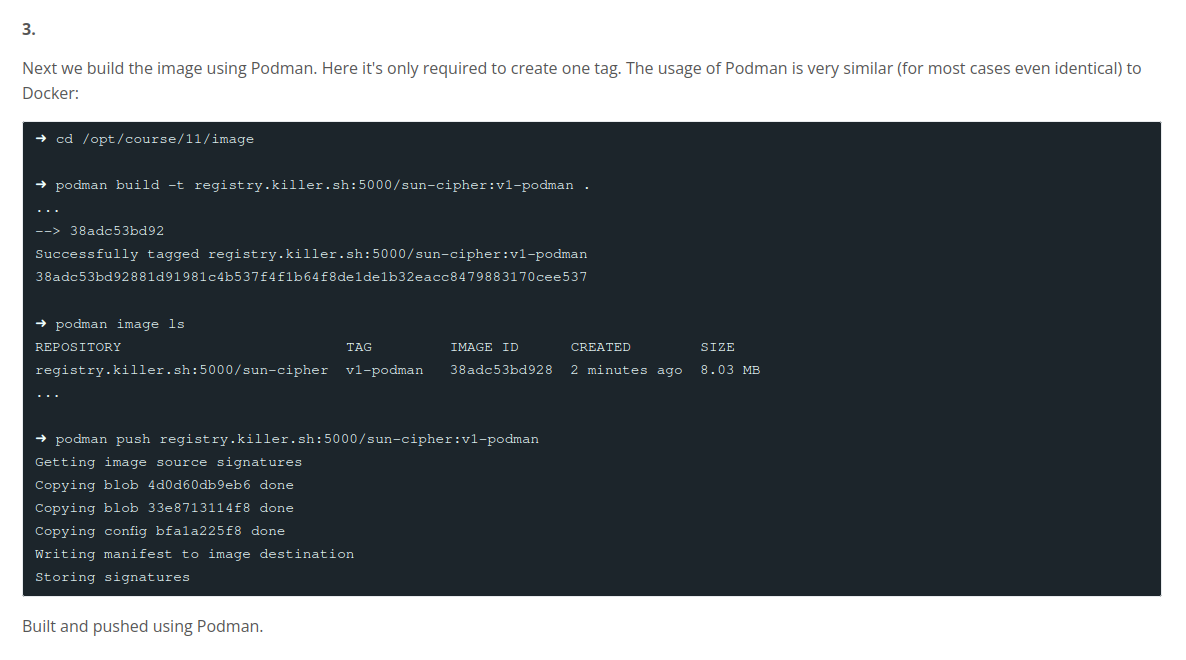 3.
Next we build the image using Podman. Here it's only required to create one tag. The usage of Podman is very similar (for most cases even identical) to
Docker:
➜ cd /opt/course/11/image
➜ podman build -t registry.killer.sh:5000/sun-cipher:v1-podman .
...
--> 38adc53bd92
Successfully tagged registry.killer.sh:5000/sun-cipher:v1-podman
38adc53bd92881d91981c4b537f4f1b64f8de1de1b32eacc8479883170cee537
➜ podman image ls
REPOSITORY TAG IMAGE ID CREATED SIZE
registry.killer.sh:5000/sun-cipher v1-podman 38adc53bd928 2 minutes ago 8.03 MB
...
➜ podman push registry.killer.sh:5000/sun-cipher:v1-podman
Getting image source signatures
Copying blob 4d0d60db9eb6 done
Copying blob 33e8713114f8 done
Copying config bfa1a225f8 done
Writing manifest to image destination
Storing signatures
Built and pushed using Podman.